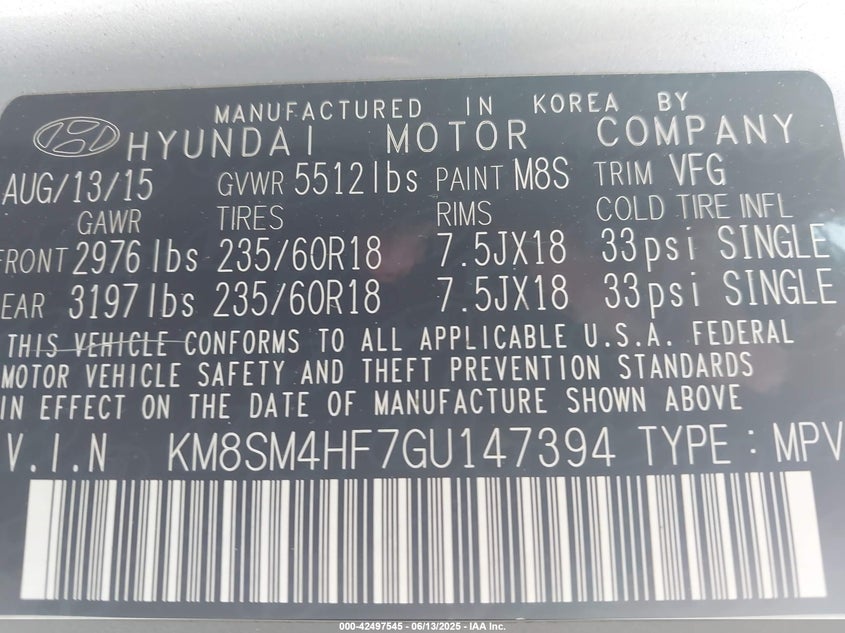 MANUFACTURED IN KOREA BY
HYUNDAI MOTOR COMPANY
AUG/13/15 GVWR 5512lbs PAINT M8S TRIM VFG
GAWR TIRES RIMS COLD TIRE INFL
FRONT 2976lbs 235/60R18 7.5JX18 33psi SINGLE
EAR 3197lbs 235/60R18 7.5JX18 33psi SINGLE
THIS VEHICLE CONFORMS TO ALL APPLICABLE U.S.A. FEDERAL
MOTOR VEHICLE SAFETY AND THEFT PREVENTION STANDARDS
IN EFFECT ON THE DATE OF MANUFACTURE SHOWN ABOVE
V.I.N KM8SM4HF7GU147394 TYPE : MPV
000-42497545 - 06/13/2025 - IAA Inc.